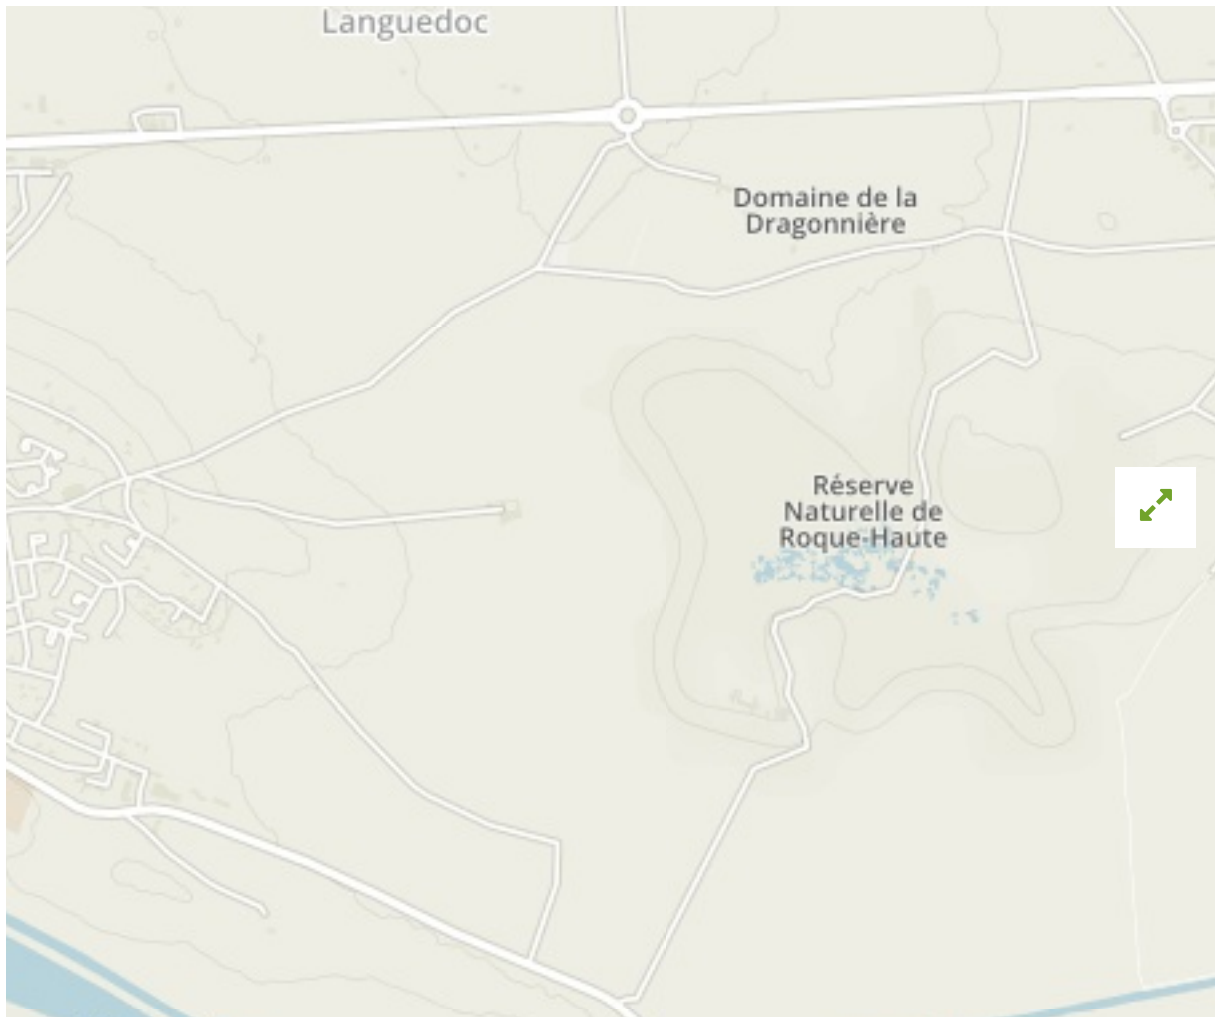 Languedoc
Domaine de la
Dragonnière
Réserve
Naturelle de
Roque-Haute